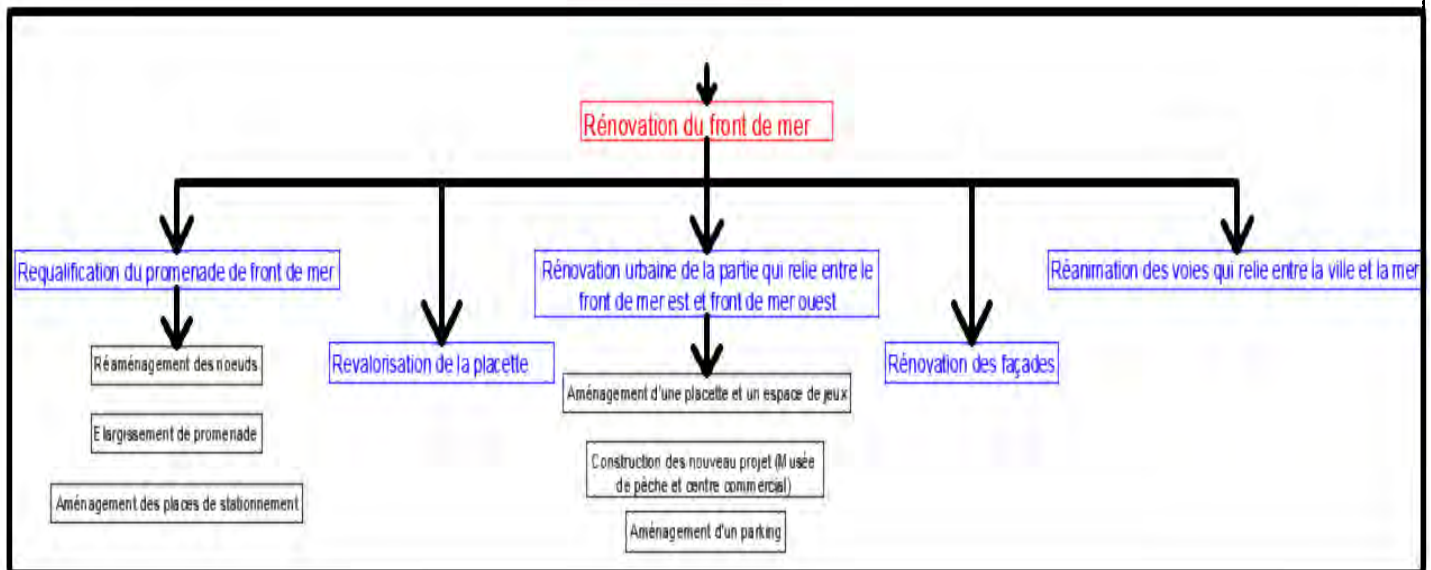 Rénovation du front de mer
Requalification du promenade de front de mer
Réaménagement des noeuds
Elargissement de promenade
Aménagement des places de stationnement
Revalorisation de la placette
Rénovation urbaine de la partie qui relie entre le
front de mer est et front de mer ouest
Aménagement d'une placette et un espace de jeux
Construction des nouveau projet (Musée
de pèche et centre commercial)
Aménagement d'un parking
Rénovation des façades
Réanimation des voies qui relie entre la ville et la mer